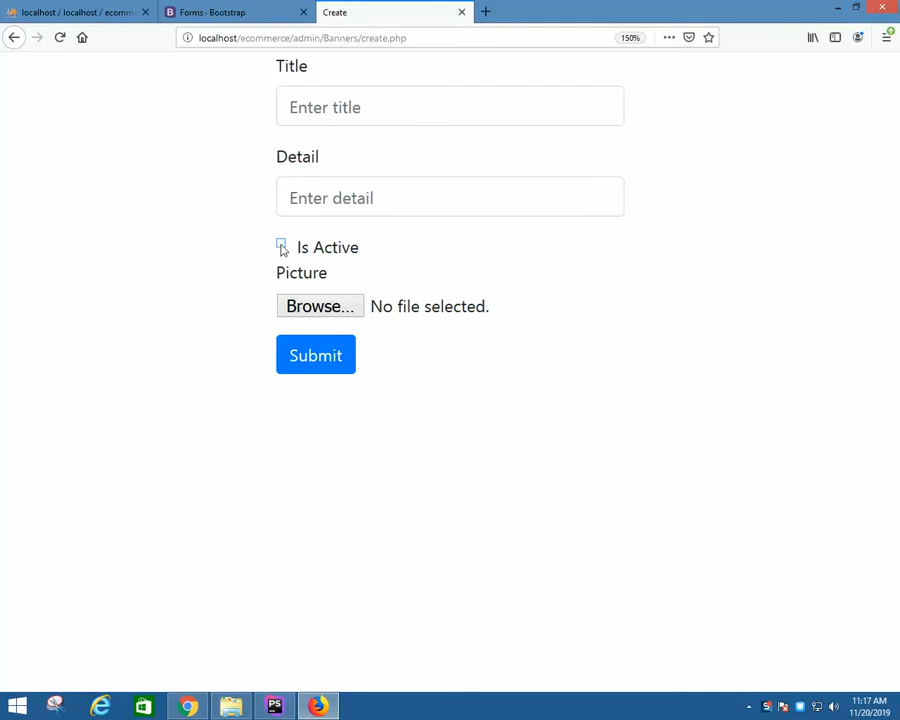 localhost / localhost / ecomm
Forms · Bootstrap
Create
localhost/ecommerce/admin/Banners/create.php
150%
Title
Enter title
Detail
Enter detail
Is Active
Picture
Browse... No file selected.
Submit
PS
11:17 AM
11/20/2019